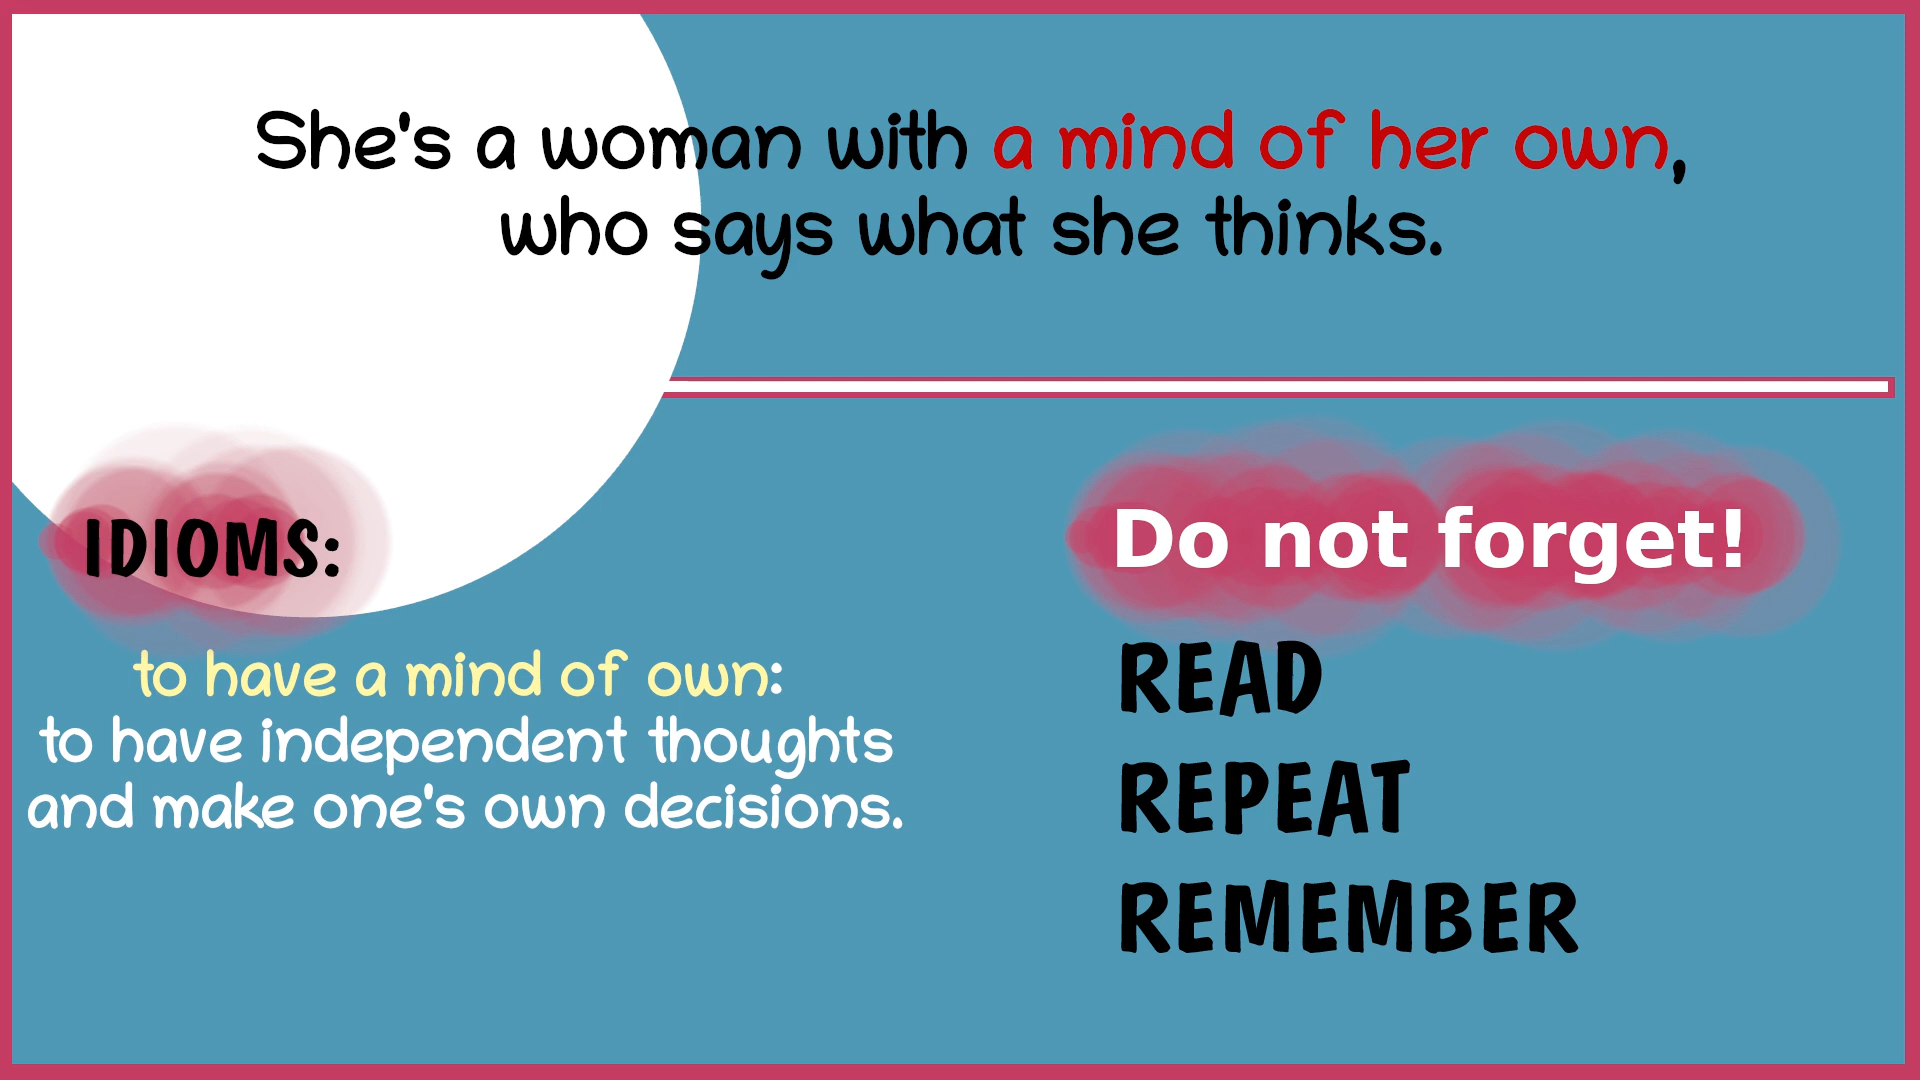 She's a woman with a mind of her own,
who says what she thinks.
IDIOMS:
to have a mind of own:
to have independent thoughts
and make one's own decisions.
Do not forget!
READ
REPEAT
REMEMBER